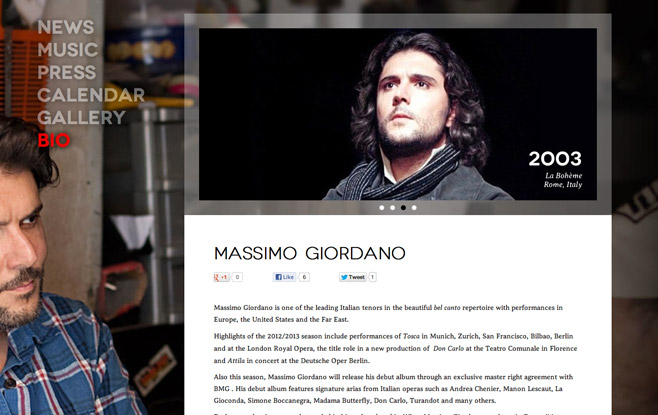 NEWS
MUSIC
PRESS
CALENDAR
GALLERY
BIO
2003
La Bohème
Rome, Italy
MASSIMO GIORDANO
+1 0 Like 6 Tweet 1
Massimo Giordano is one of the leading Italian tenors in the beautiful bel canto repertoire with performances in
Europe, the United States and the Far East.
Highlights of the 2012/2013 season include performances of Tosca in Munich, Zurich, San Francisco, Bilbao, Berlin
and at the London Royal Opera, the title role in a new production of Don Carlo at the Teatro Comunale in Florence
and Attila in concert at the Deutsche Oper Berlin.
Also this season, Massimo Giordano will release his debut album through an exclusive master right agreement with
BMG . His debut album features signature arias from Italian operas such as Andrea Chenier, Manon Lescaut, La
Gioconda, Simone Boccanegra, Madama Butterfly, Don Carlo, Turandot and many others.